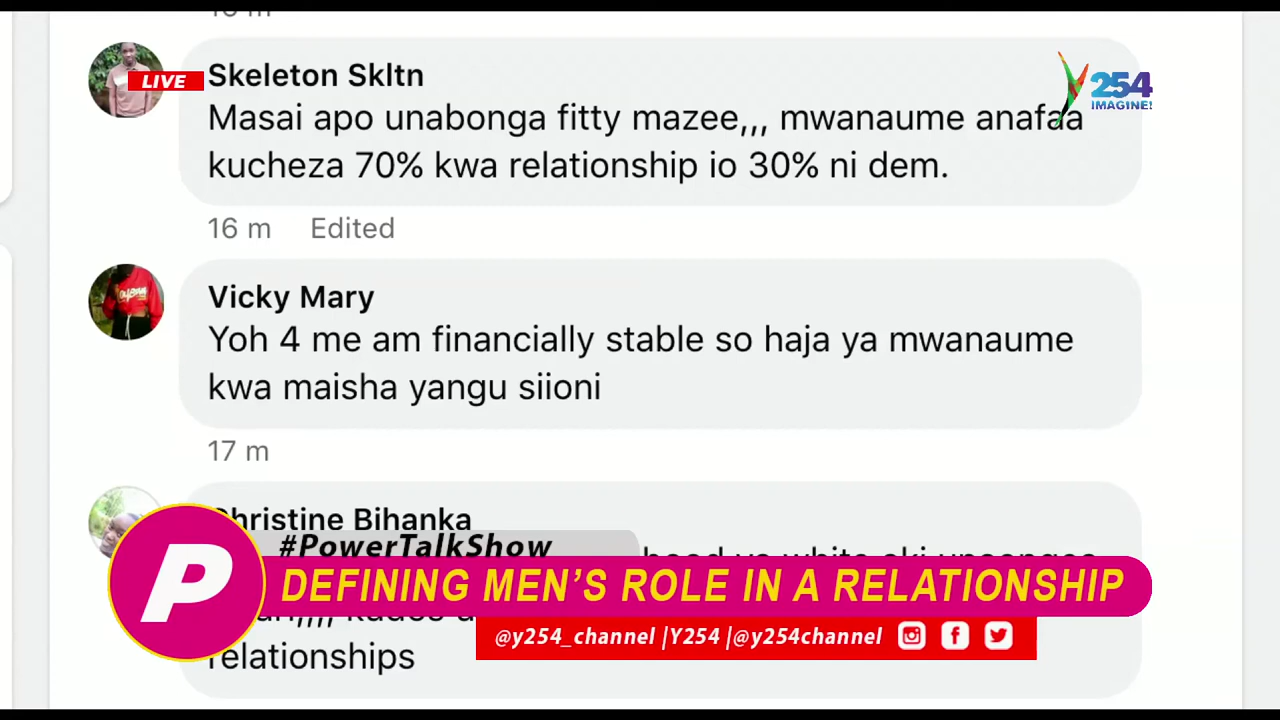 LIVE
Skeleton Skltn
254
IMAGINE!
Masai apo unabonga fitty mazee,,, mwanaume anafaa
kucheza 70% kwa relationship io 30% ni dem.
16 m Edited
Vicky Mary
Yoh 4 me am financially stable so haja ya mwanaume
kwa maisha yangu siioni
17 m
Christine Bihanka
#PowerTalkShow
P
DEFINING MEN'S ROLE IN A RELATIONSHIP
@y254_channel |Y254 |@y254channel
relationships